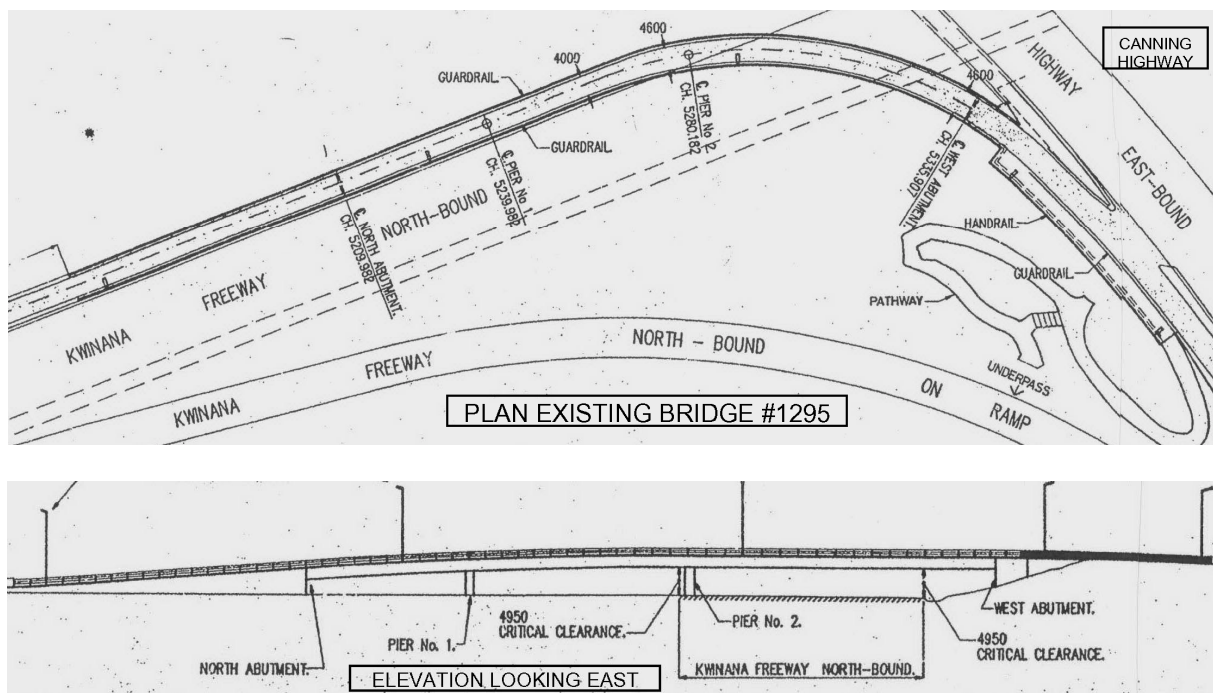 CANNING
HIGHWAY
4600
4000
GUARDRAIL
HIGHWAY
4600
GUARDRAIL
℄ PIER No 1
CH. 5239.982
℄ PIER No 2
CH. 5280.182
℄ WEST ABUTMENT.
CH. 5335.907
EAST-BOUND
NORTH-BOUND
℄ NORTH ABUTMENT.
CH. 5209.982
HANDRAIL
GUARDRAIL
FREEWAY
PATHWAY
KWINANA
NORTH - BOUND
FREEWAY
KWINANA
UNDERPASS
ON
RAMP
PLAN EXISTING BRIDGE #1295
WEST ABUTMENT.
4950
CRITICAL CLEARANCE.
PIER No. 2.
PIER No. 1.
4950
CRITICAL CLEARANCE.
NORTH ABUTMENT.
KWINANA FREEWAY NORTH-BOUND.
ELEVATION LOOKING EAST